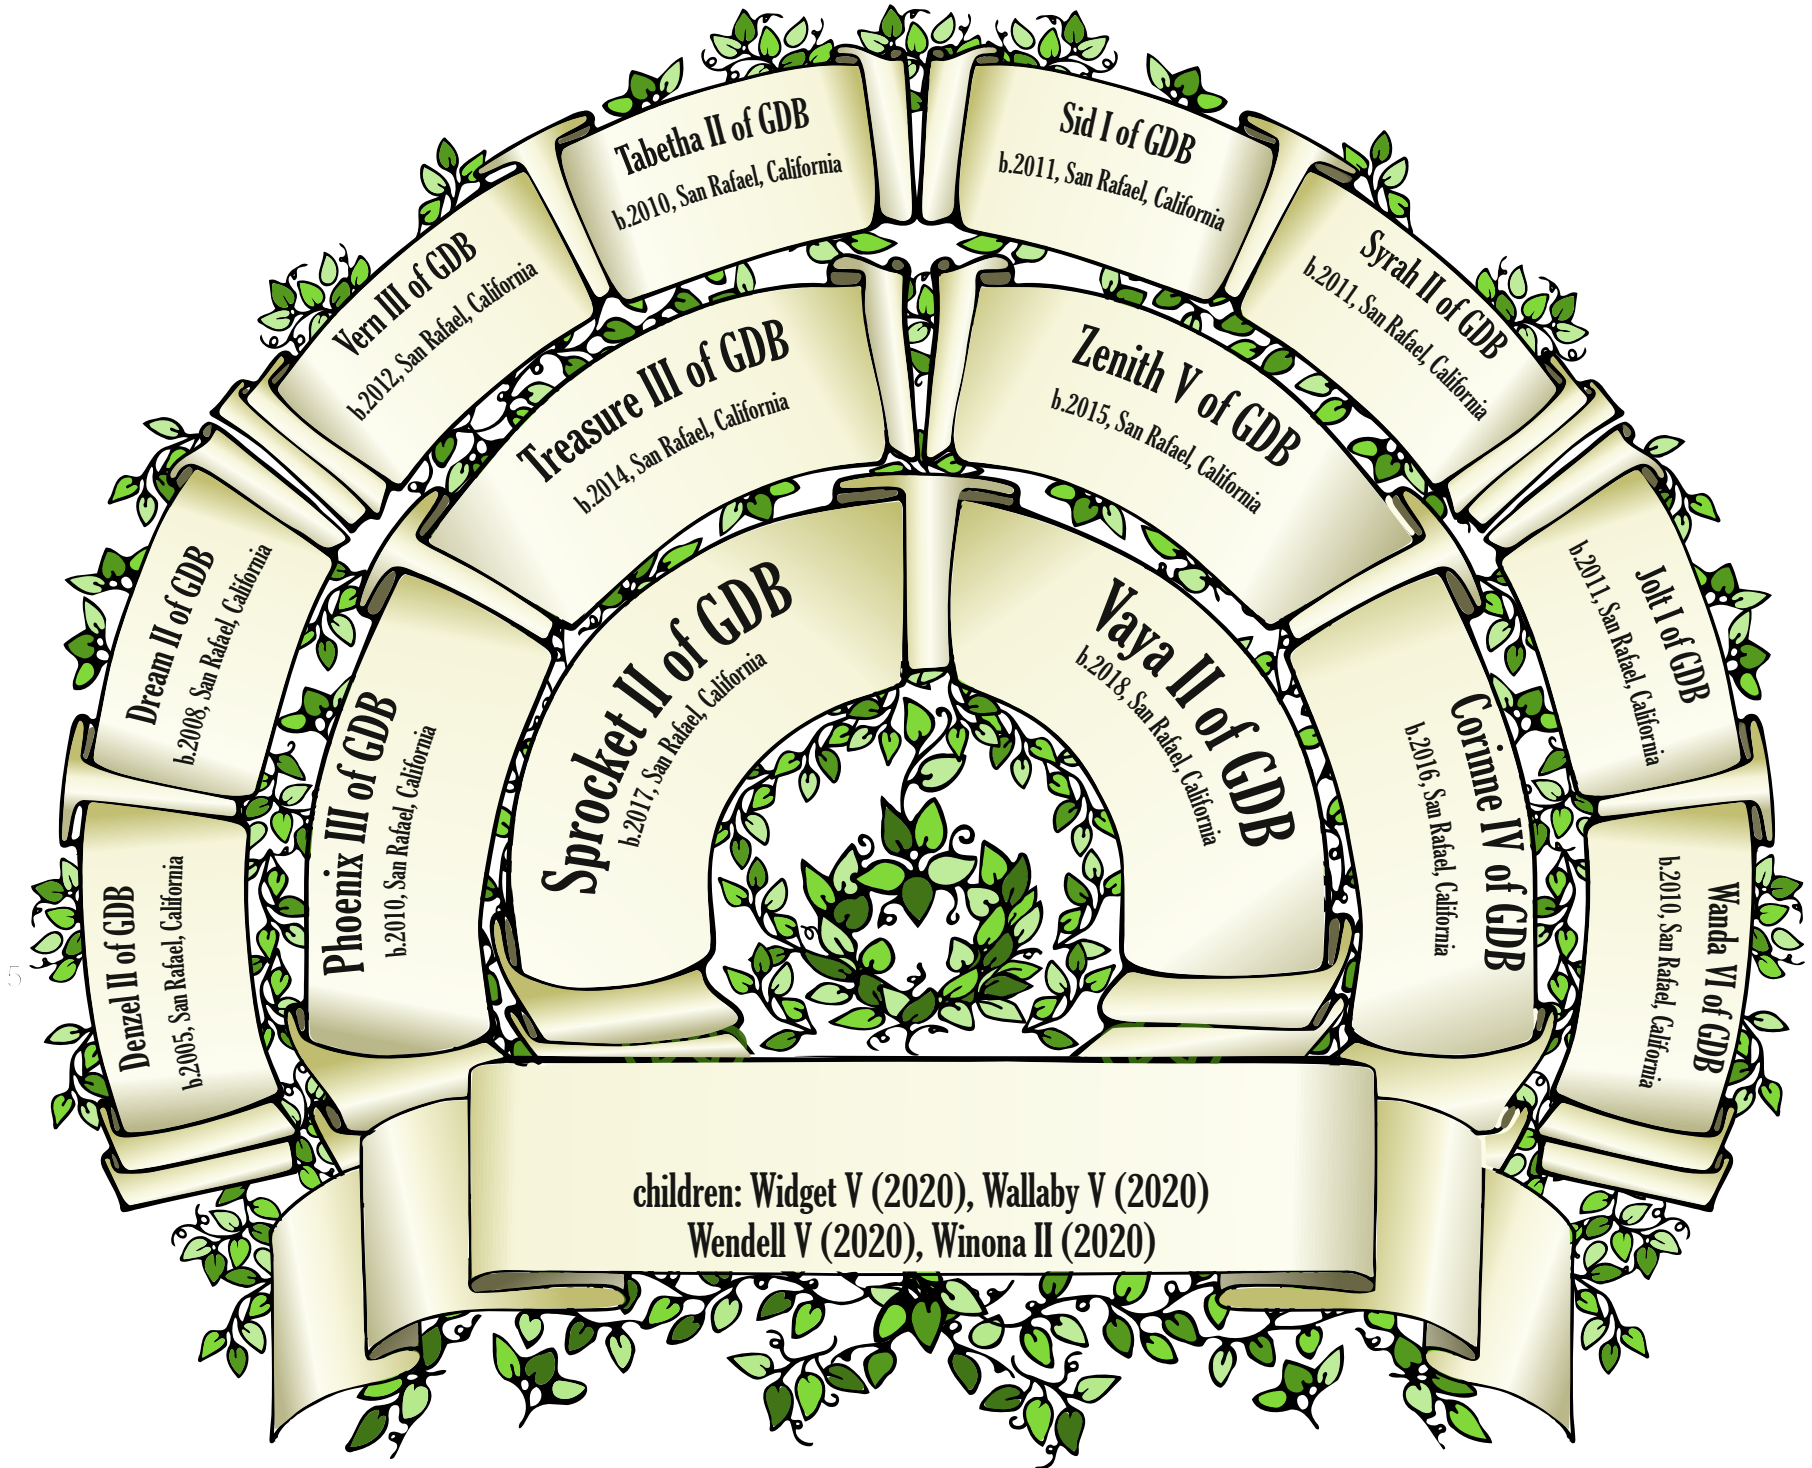 Tabetha II of GDB
b.2010, San Rafael, California
Sid I of GDB
b.2011, San Rafael, California
Vern III of GDB
b.2012, San Rafael, California
Syrah II of GDB
b.2011, San Rafael, California
Treasure III of GDB
b.2014, San Rafael, California
Zenith V of GDB
b.2015, San Rafael, California
Dream II of GDB
b.2008, San Rafael, California
Jolt I of GDB
b.2011, San Rafael, California
Sprocket II of GDB
b.2017, San Rafael, California
Vaya II of GDB
b.2018, San Rafael, California
Phoenix III of GDB
b.2010, San Rafael, California
Corinne IV of GDB
b.2016, San Rafael, California
Denzel II of GDB
b.2005, San Rafael, California
Wanda VI of GDB
b.2010, San Rafael, California
5
children: Widget V (2020), Wallaby V (2020)
Wendell V (2020), Winona II (2020)